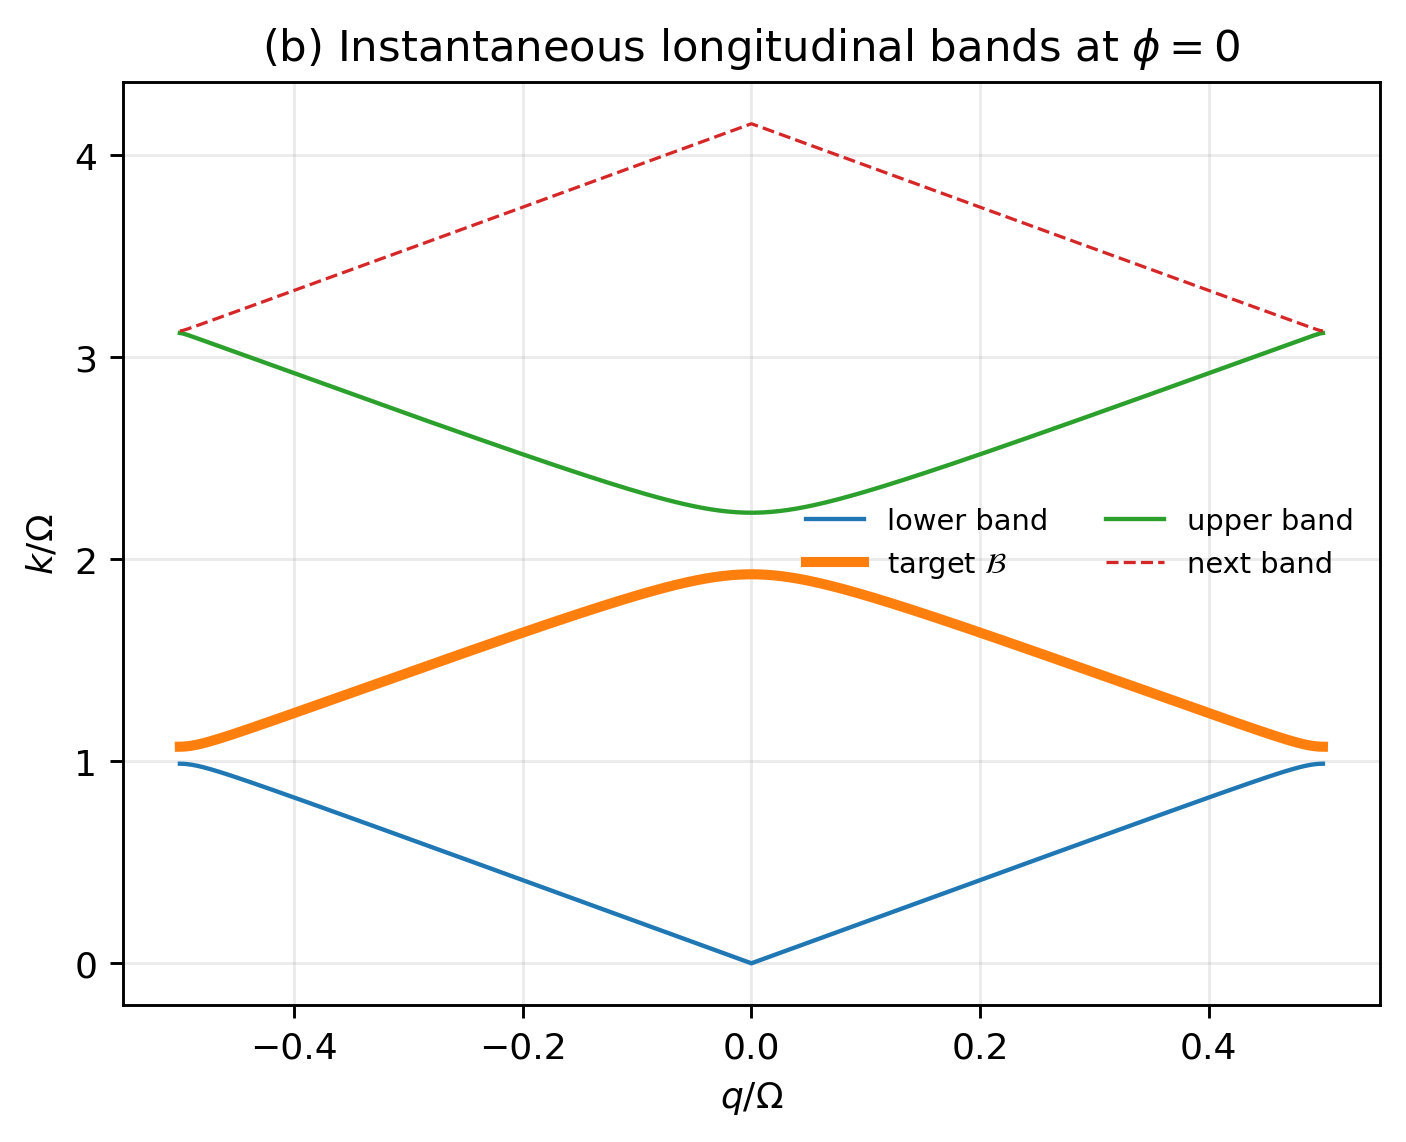 (b) Instantaneous longitudinal bands at ϕ = 0
k/Ω
4
3
2
1
0
lower band
target ℬ
upper band
next band
−0.4
−0.2
0.0
0.2
0.4
q/Ω